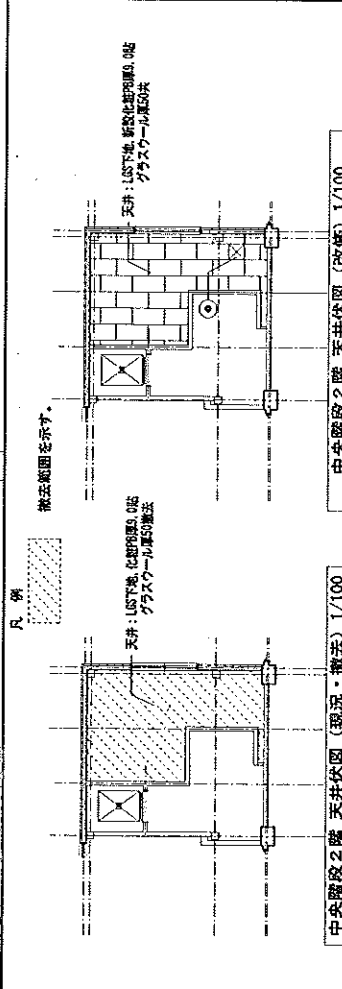 凡 例
撤去範囲を示す。
天井：LGS下地, 化粧PB厚9.0貼
グラスウール厚50撤去
中央階段2階 天井伏図 (現況・撤去) 1/100
天井：LGS下地, 新設化粧PB厚9.0貼
グラスウール厚50共
中央階段2階 天井伏図 (改修) 1/100